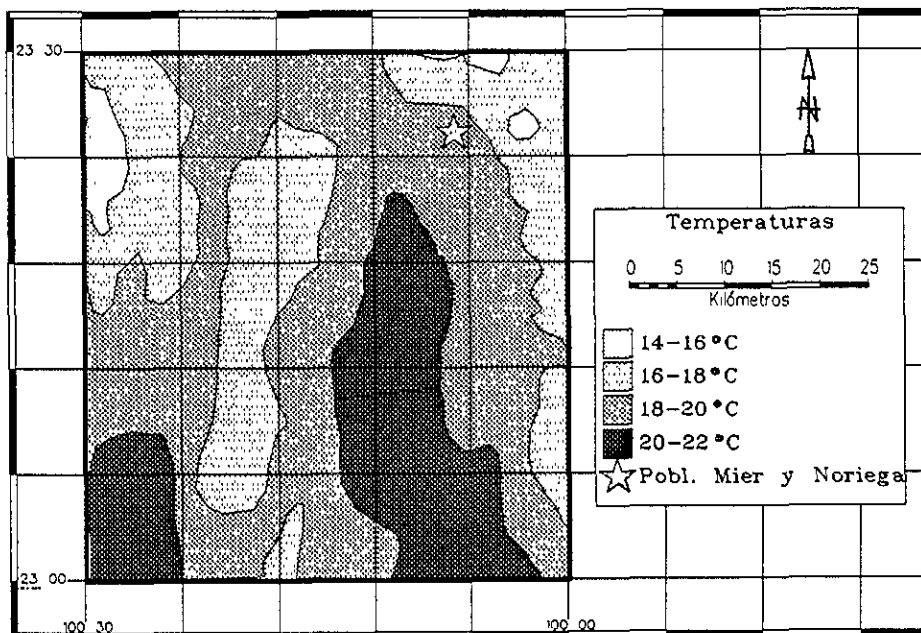 23 30
N
Temperaturas
0 5 10 15 20 25
Kilómetros
14-16°C
16-18°C
18-20°C
20-22°C
Pobl. Mier y Noriega
23 00
100 30
100 00